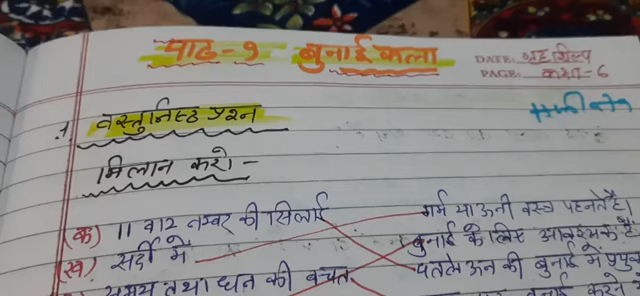 पाठ-9 बुनाई कला
DATE: गृह शिल्प
PAGE: कक्षा-6
1. वस्तुनिष्ठ प्रश्न
मिलान करो -
(क) 11 वार नम्बर की सिलाई गर्म या ऊनी वस्त्र पहनते है।
(ख) सर्दी में बुनाई के लिए आवश्यक है
समय तथा धन की बचत पतले ऊन की बुनाई में प्रयुक्त
बुनाई करने